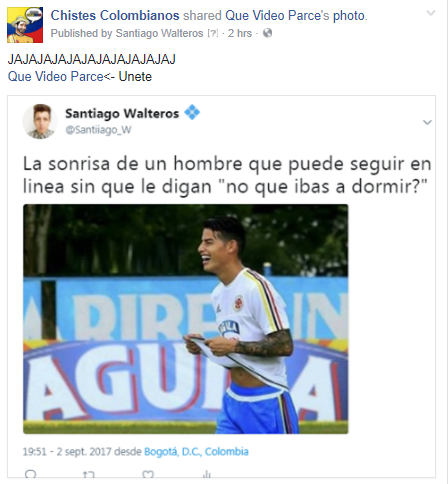 Chistes Colombianos shared Que Video Parce's photo.
Published by Santiago Walteros [?] · 2 hrs ·
JAJAJAJAJAJAJAJAJAJAJAJ
Que Video Parce<- Unete
Santiago Walteros
@Santiiago_W
La sonrisa de un hombre que puede seguir en
linea sin que le digan "no que ibas a dormir?"
AGUILA
19:51 - 2 sept. 2017 desde Bogotá, D.C., Colombia